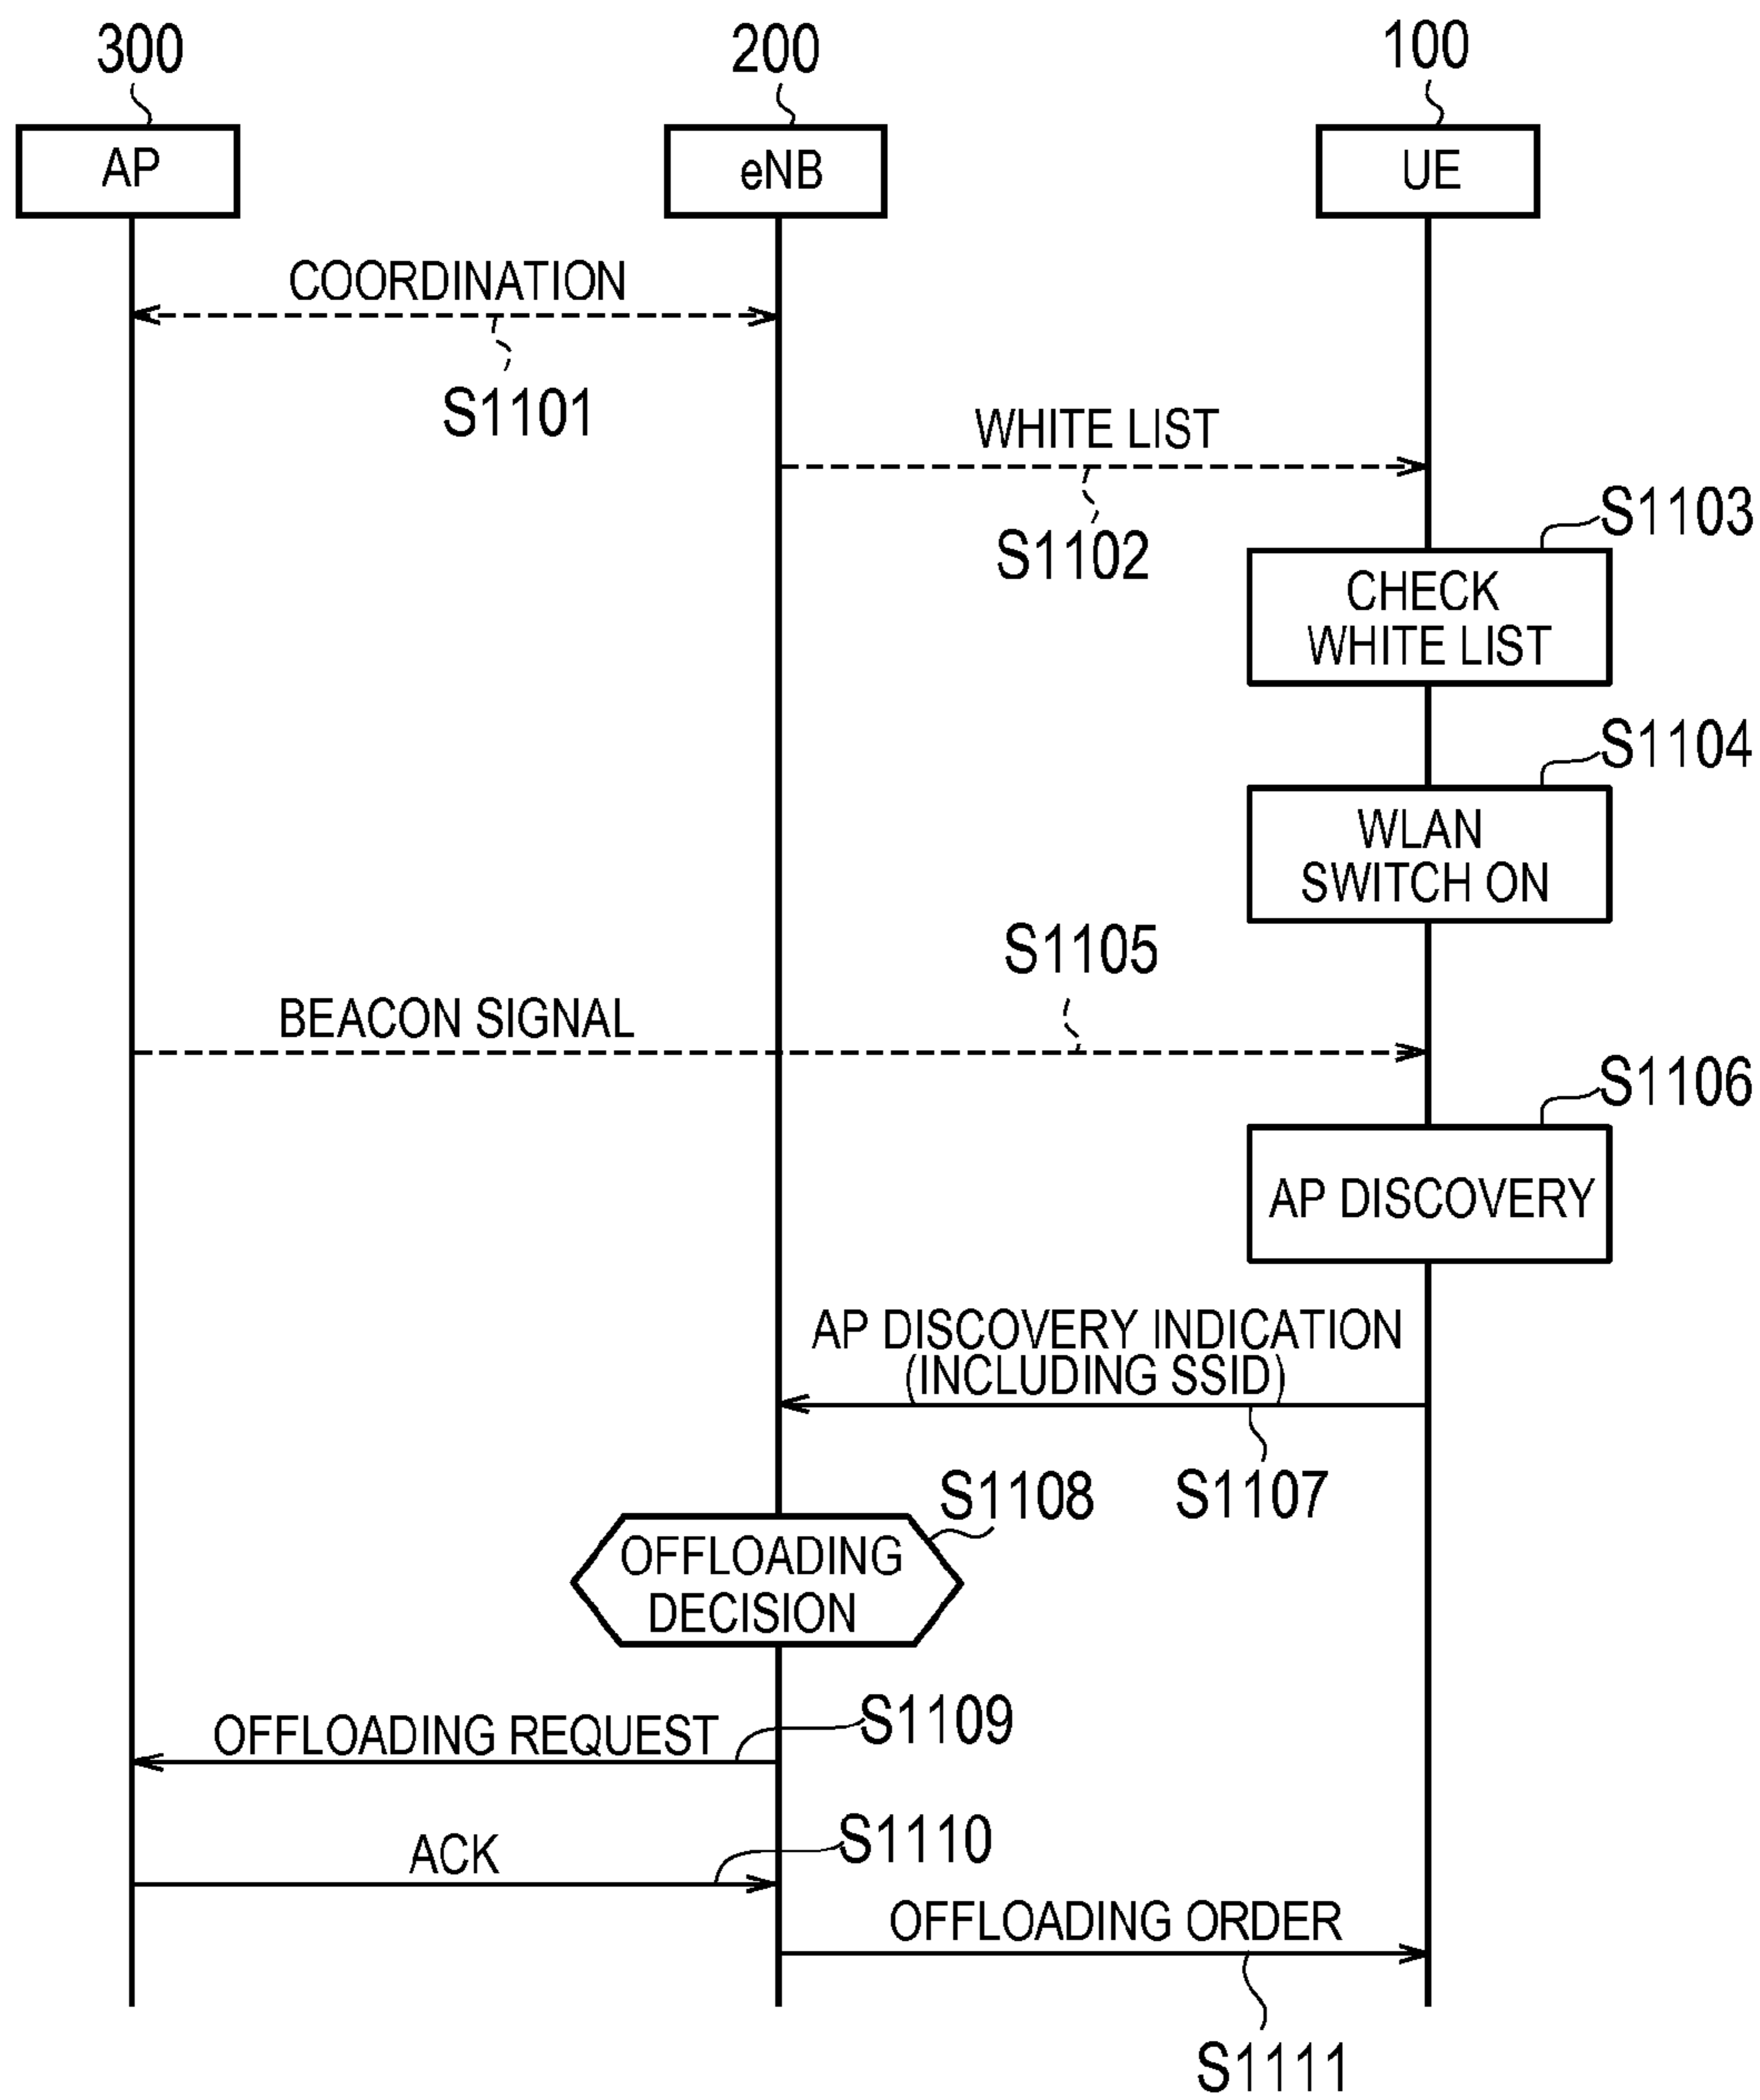 300
200
100
AP
eNB
UE
COORDINATION
S1101
WHITE LIST
S1102
S1103
CHECK
WHITE LIST
S1104
WLAN
SWITCH ON
S1105
BEACON SIGNAL
S1106
AP DISCOVERY
AP DISCOVERY INDICATION
(INCLUDING SSID)
S1107
S1108
OFFLOADING
DECISION
S1109
OFFLOADING REQUEST
S1110
ACK
OFFLOADING ORDER
S1111